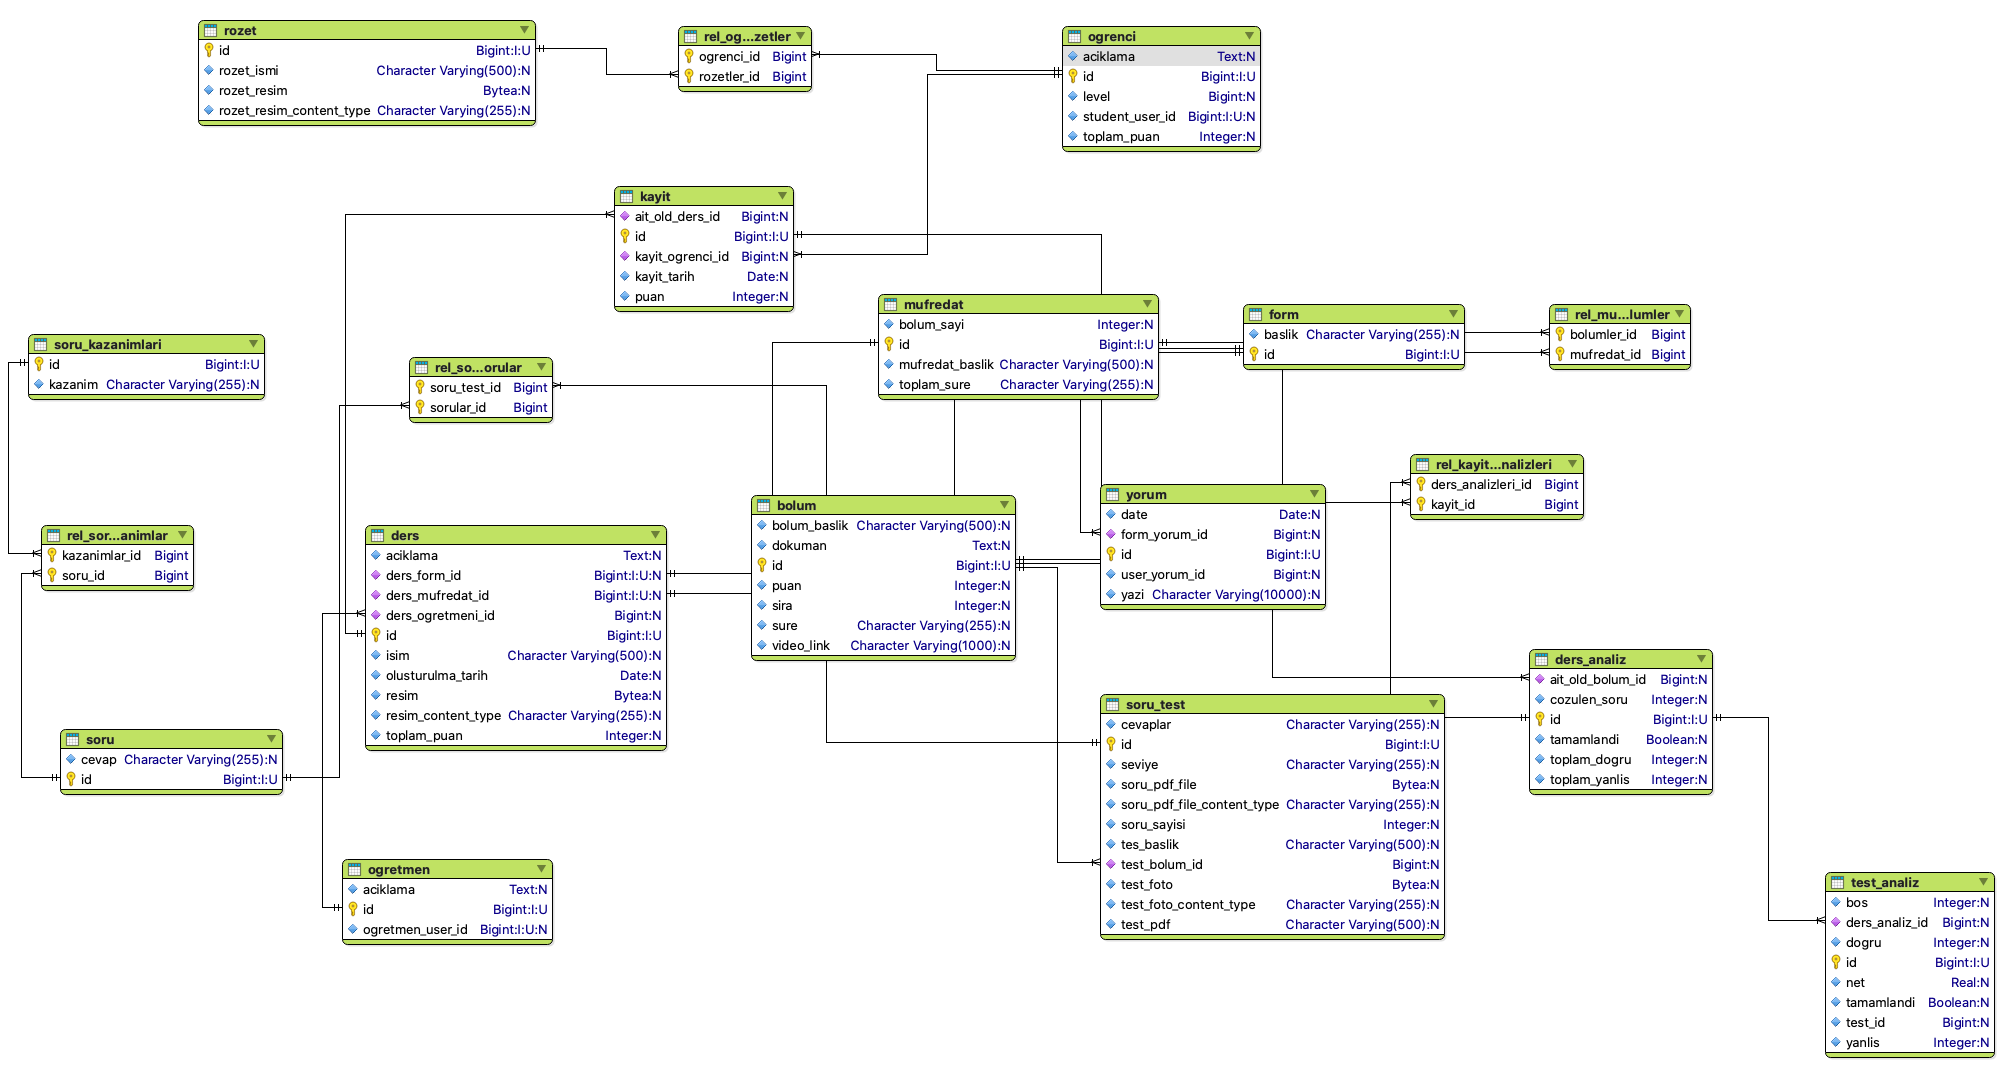 rozet
id Bigint:I:U
rozet_ismi Character Varying(500):N
rozet_resim Bytea:N
rozet_resim_content_type Character Varying(255):N
rel_og...zetler
ogrenci_id Bigint
rozetler_id Bigint
ogrenci
aciklama Text:N
id Bigint:I:U
level Bigint:N
student_user_id Bigint:I:U:N
toplam_puan Integer:N
kayit
ait_old_ders_id Bigint:N
id Bigint:I:U
kayit_ogrenci_id Bigint:N
kayit_tarih Date:N
puan Integer:N
mufredat
bolum_sayi Integer:N
id Bigint:I:U
mufredat_baslik Character Varying(500):N
toplam_sure Character Varying(255):N
form
baslik Character Varying(255):N
id Bigint:I:U
rel_mu...lumler
bolumler_id Bigint
mufredat_id Bigint
soru_kazanimlari
id Bigint:I:U
kazanim Character Varying(255):N
rel_so...orular
soru_test_id Bigint
sorular_id Bigint
rel_kayit...nalizleri
ders_analizleri_id Bigint
kayit_id Bigint
yorum
date Date:N
form_yorum_id Bigint:N
id Bigint:I:U
user_yorum_id Bigint:N
yazi Character Varying(10000):N
bolum
bolum_baslik Character Varying(500):N
dokuman Text:N
id Bigint:I:U
puan Integer:N
sira Integer:N
sure Character Varying(255):N
video_link Character Varying(1000):N
rel_sor...animlar
kazanimlar_id Bigint
soru_id Bigint
ders
aciklama Text:N
ders_form_id Bigint:I:U:N
ders_mufredat_id Bigint:I:U:N
ders_ogretmeni_id Bigint:N
id Bigint:I:U
isim Character Varying(500):N
olusturulma_tarih Date:N
resim Bytea:N
resim_content_type Character Varying(255):N
toplam_puan Integer:N
ders_analiz
ait_old_bolum_id Bigint:N
cozulen_soru Integer:N
id Bigint:I:U
tamamlandi Boolean:N
toplam_dogru Integer:N
toplam_yanlis Integer:N
soru_test
cevaplar Character Varying(255):N
id Bigint:I:U
seviye Character Varying(255):N
soru_pdf_file Bytea:N
soru_pdf_file_content_type Character Varying(255):N
soru_sayisi Integer:N
tes_baslik Character Varying(500):N
test_bolum_id Bigint:N
test_foto Bytea:N
test_foto_content_type Character Varying(255):N
test_pdf Character Varying(500):N
soru
cevap Character Varying(255):N
id Bigint:I:U
ogretmen
aciklama Text:N
id Bigint:I:U
ogretmen_user_id Bigint:I:U:N
test_analiz
bos Integer:N
ders_analiz_id Bigint:N
dogru Integer:N
id Bigint:I:U
net Real:N
tamamlandi Boolean:N
test_id Bigint:N
yanlis Integer:N